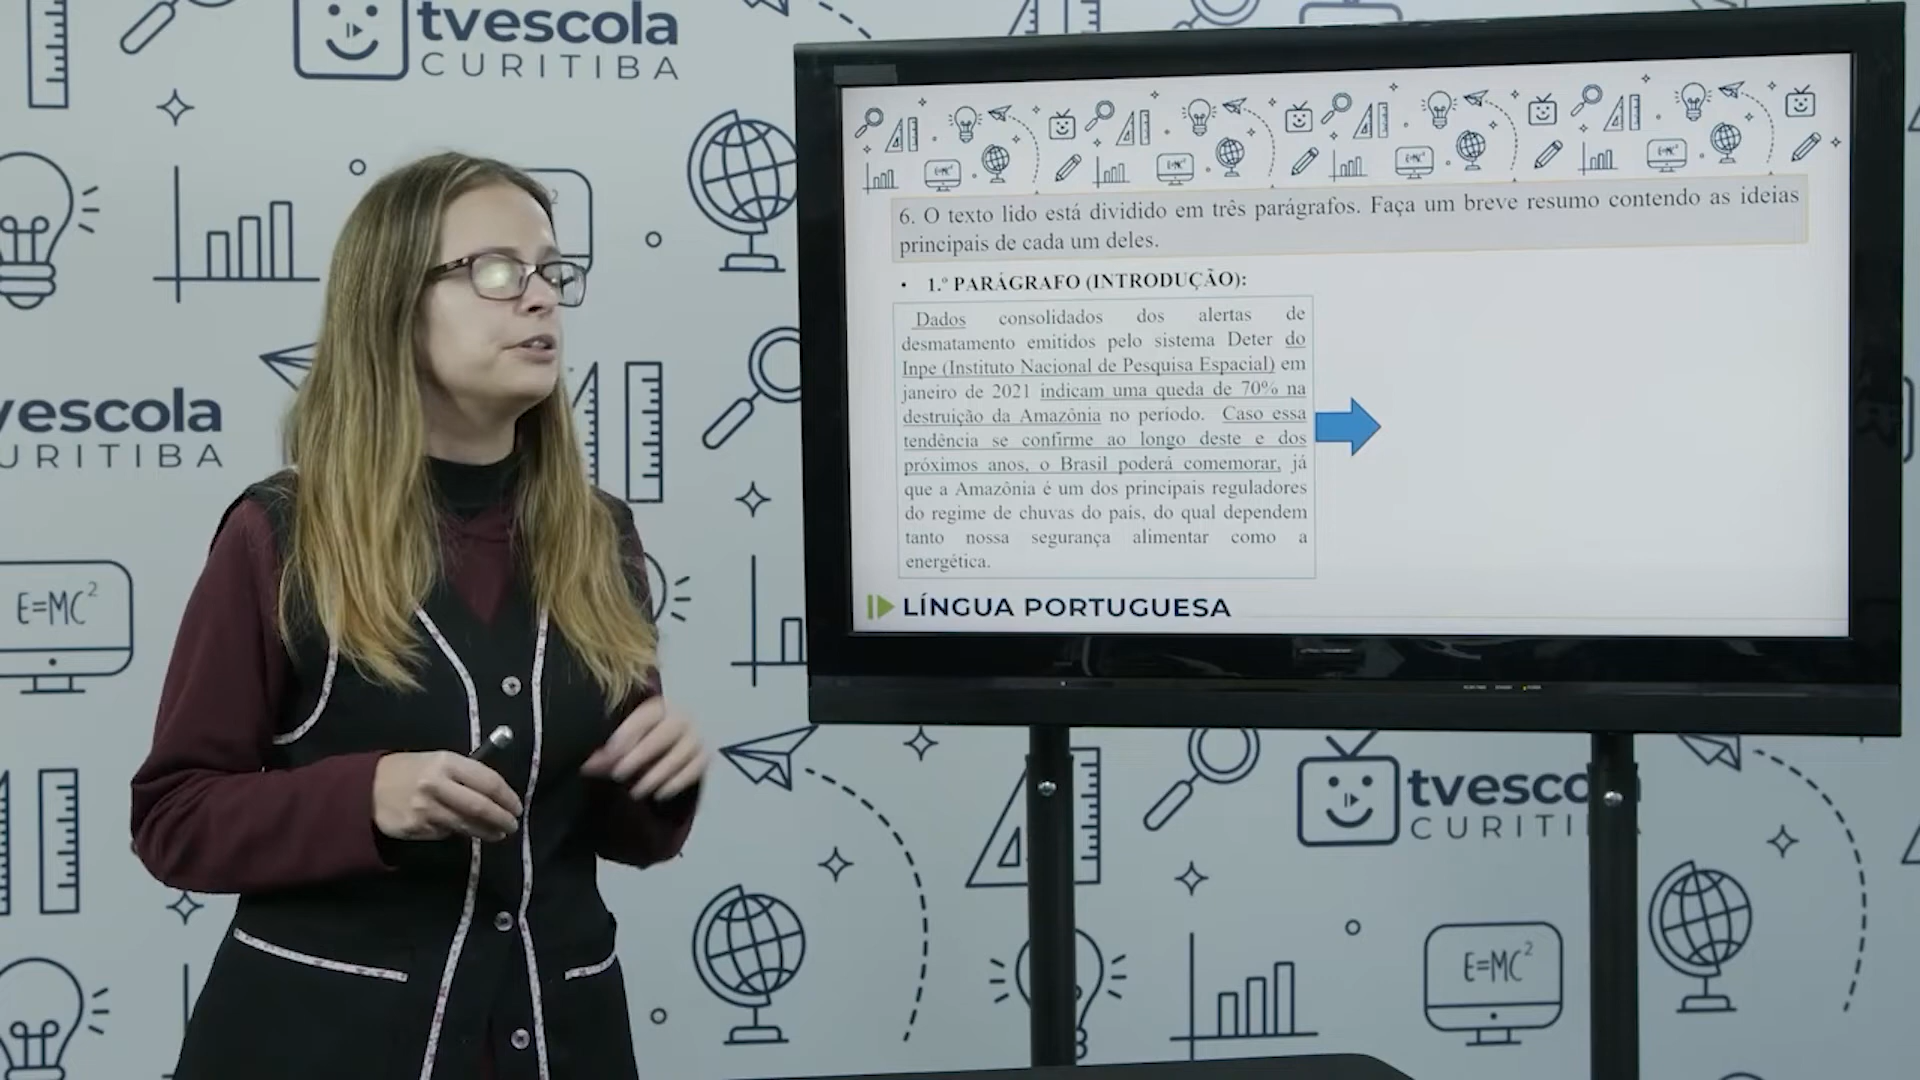 tvescola
CURITIBA
vescola
URITIBA
E=MC²
6. O texto lido está dividido em três parágrafos. Faça um breve resumo contendo as ideias
principais de cada um deles.
• 1.º PARÁGRAFO (INTRODUÇÃO):
Dados consolidados dos alertas de
desmatamento emitidos pelo sistema Deter do
Inpe (Instituto Nacional de Pesquisa Espacial) em
janeiro de 2021 indicam uma queda de 70% na
destruição da Amazônia no período. Caso essa
tendência se confirme ao longo deste e dos
próximos anos, o Brasil poderá comemorar, já
que a Amazônia é um dos principais reguladores
do regime de chuvas do país, do qual dependem
tanto nossa segurança alimentar como a
energética.
LÍNGUA PORTUGUESA
tvesco
CURITI
E=MC²